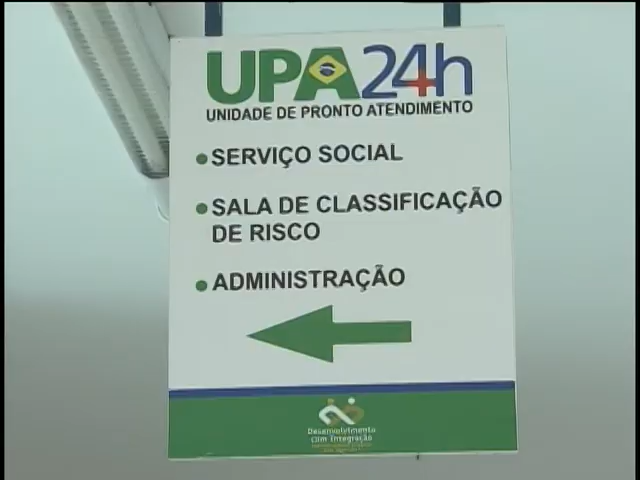 UPA24h
UNIDADE DE PRONTO ATENDIMENTO
•SERVIÇO SOCIAL
•SALA DE CLASSIFICAÇÃO
DE RISCO
•ADMINISTRAÇÃO
Desenvolvimento
com Integração